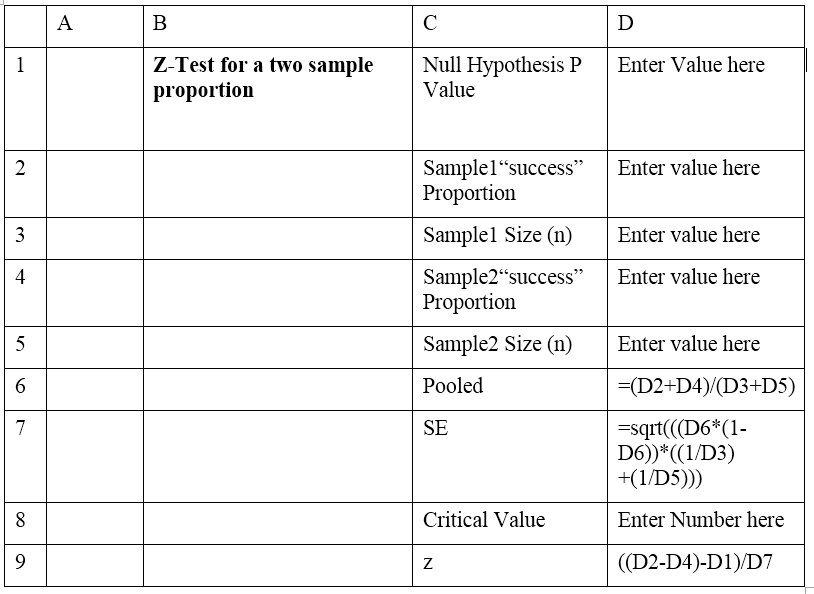 A B C D
1 Z-Test for a two sample Null Hypothesis P Enter Value here
proportion Value
2 Sample1“success” Enter value here
Proportion
3 Sample1 Size (n) Enter value here
4 Sample2“success” Enter value here
Proportion
5 Sample2 Size (n) Enter value here
6 Pooled =(D2+D4)/(D3+D5)
7 SE =sqrt(((D6*(1-
D6))*((1/D3)
+(1/D5)))
8 Critical Value Enter Number here
9 z ((D2-D4)-D1)/D7